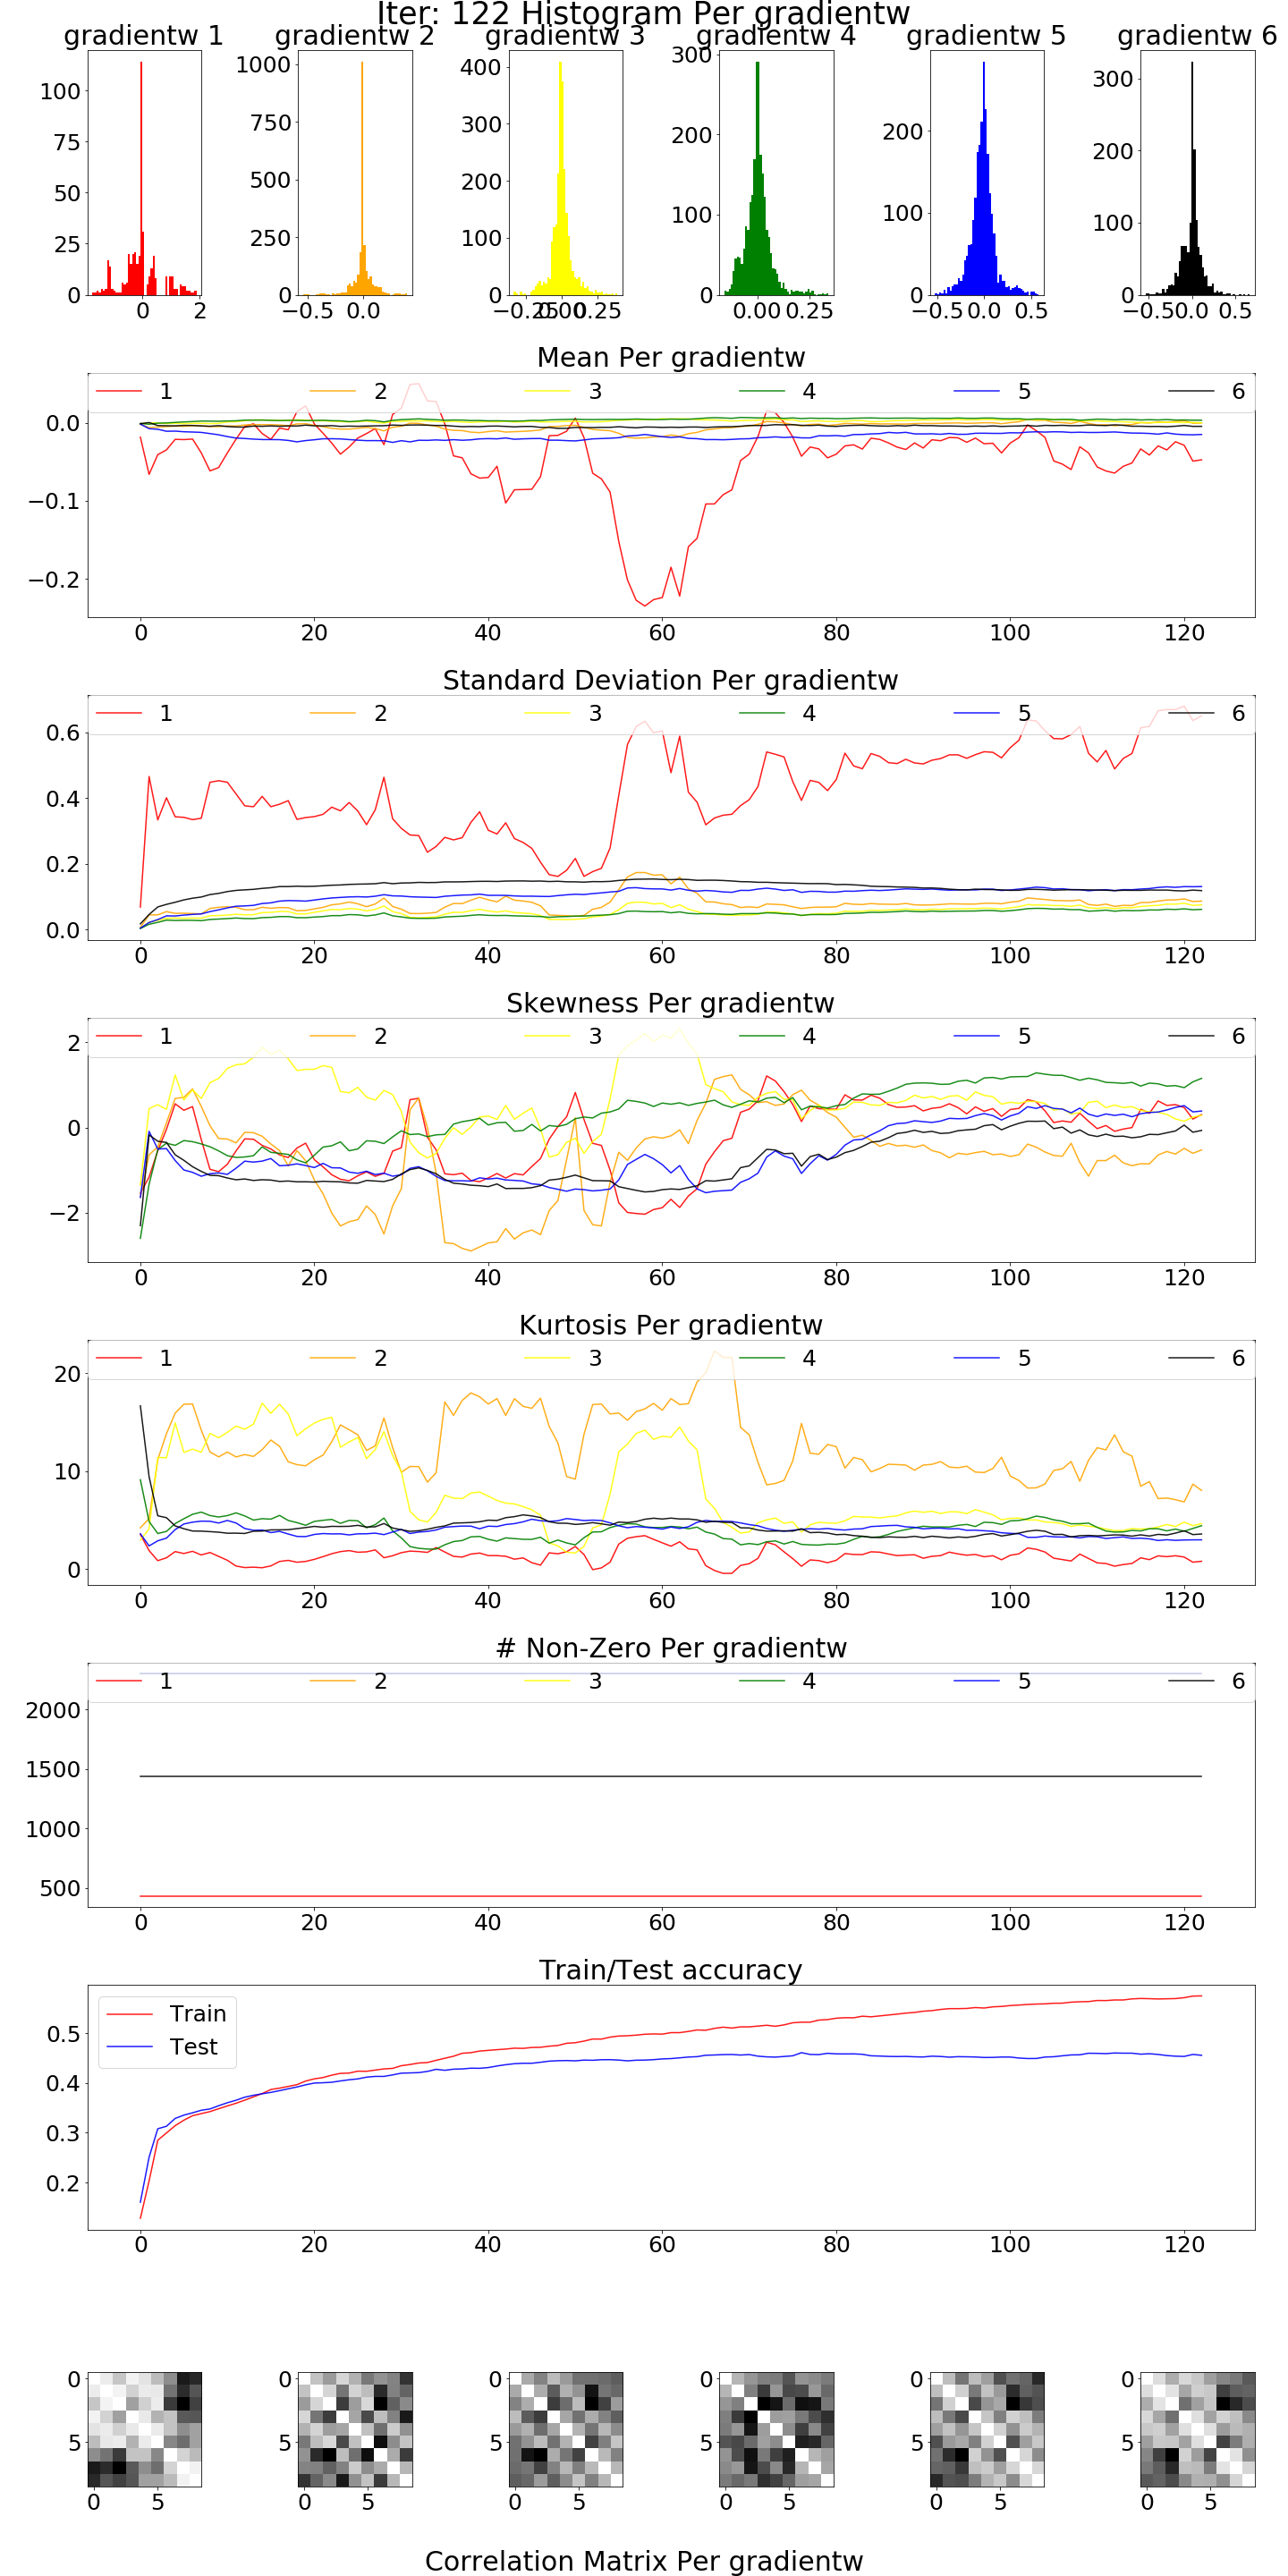 Iter: 122 Histogram Per gradientw
gradientw 1 gradientw 2 gradientw 3 gradientw 4 gradientw 5 gradientw 6
100
75
50
25
0
0 2
1000
750
500
250
0
−0.5 0.0
400
300
200
100
0
−0.25 0.00 0.25
300
200
100
0
0.00 0.25
200
100
0
−0.5 0.0 0.5
300
200
100
0
−0.5 0.0 0.5
Mean Per gradientw
1 2 3 4 5 6
0.0
−0.1
−0.2
0 20 40 60 80 100 120
Standard Deviation Per gradientw
1 2 3 4 5 6
0.6
0.4
0.2
0.0
0 20 40 60 80 100 120
Skewness Per gradientw
1 2 3 4 5 6
2
0
−2
0 20 40 60 80 100 120
Kurtosis Per gradientw
1 2 3 4 5 6
20
10
0
0 20 40 60 80 100 120
# Non-Zero Per gradientw
1 2 3 4 5 6
2000
1500
1000
500
0 20 40 60 80 100 120
Train/Test accuracy
Train
Test
0.5
0.4
0.3
0.2
0 20 40 60 80 100 120
0
5
0 5
0
5
0 5
0
5
0 5
0
5
0 5
0
5
0 5
0
5
0 5
Correlation Matrix Per gradientw